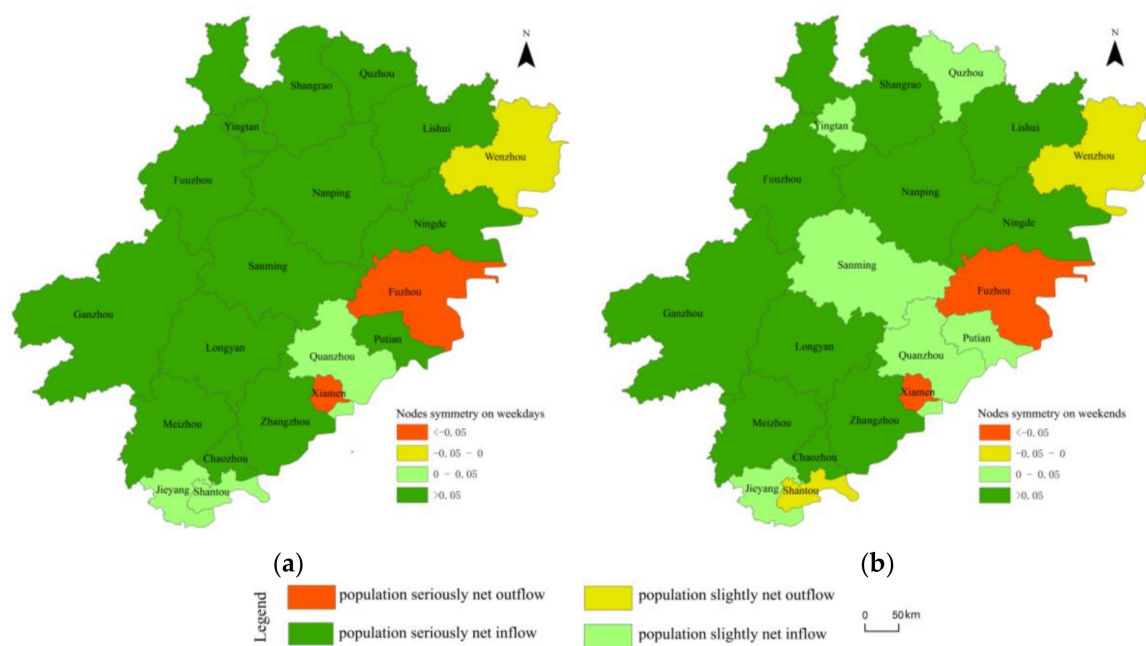 N
Shangrao
Quzhou
Yingtan
Lishui
Wenzhou
Fuuzhou
Nanping
Ningde
Sanming
Fuzhou
Ganzhou
Putian
Longyan
Quanzhou
Xiamen
Meizhou
Zhangzhou
Chaozhou
Jieyang
Shantou
Nodes symmetry on weekdays
<-0.05
-0.05 - 0
0 - 0.05
>0.05
(a)
N
Quzhou
Shangrao
Yingtan
Lishui
Wenzhou
Fuuzhou
Nanping
Ningde
Sanming
Fuzhou
Ganzhou
Putian
Longyan
Quanzhou
Xiamen
Meizhou
Zhangzhou
Chaozhou
Jieyang
Shantou
Nodes symmetry on weekends
<-0.05
-0.05 - 0
0 - 0.05
>0.05
(b)
Legend
population seriously net outflow
population slightly net outflow
population seriously net inflow
population slightly net inflow
0 50km